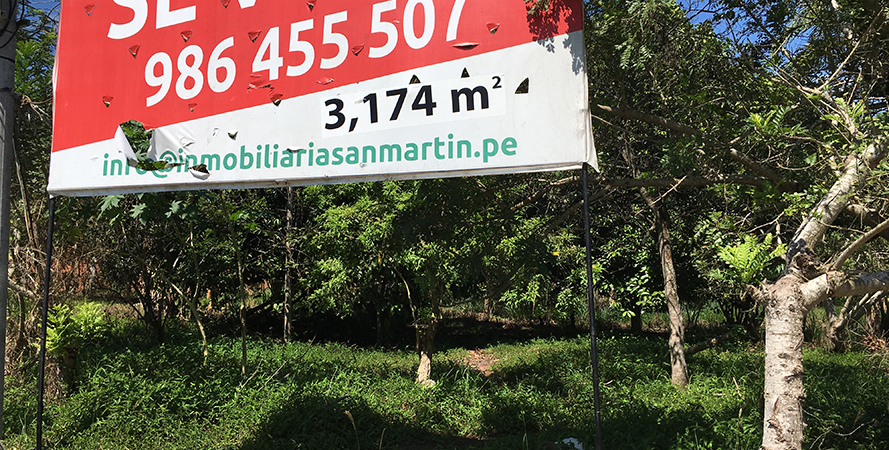 SE V
986 455 507
3,174 m²
info@inmobiliariasanmartin.pe